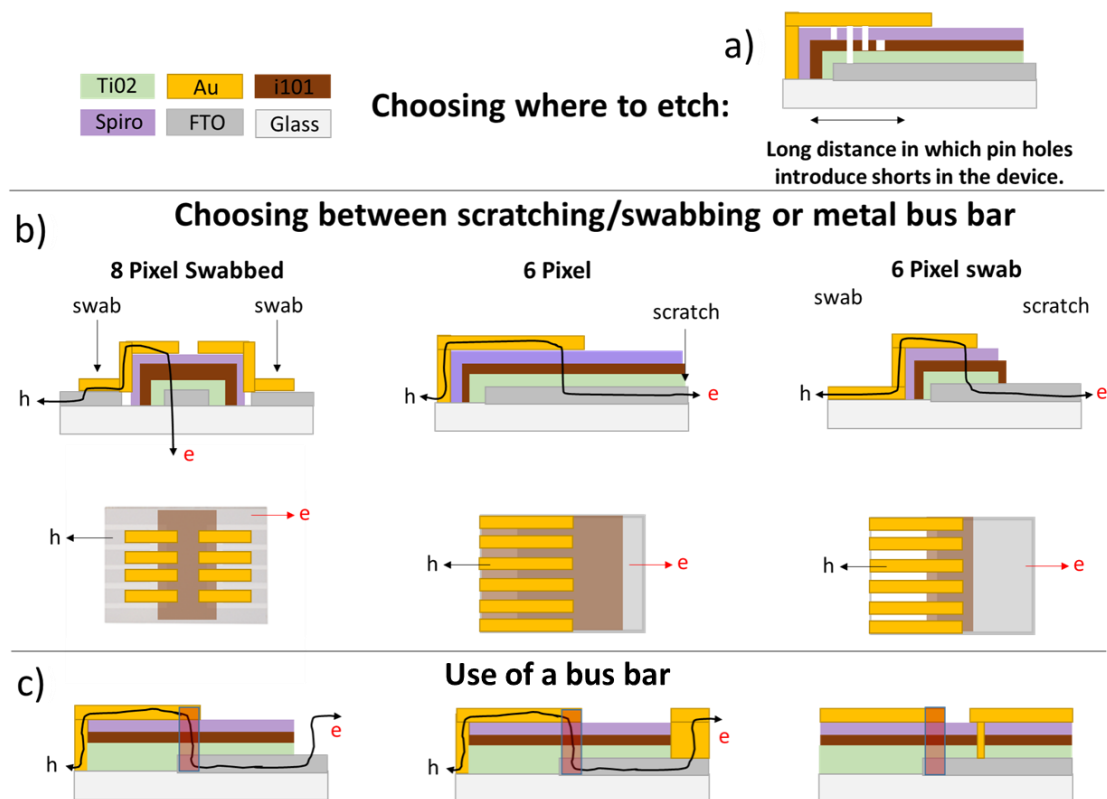 a)
Ti02 Au i101
Spiro FTO Glass
Choosing where to etch:
Long distance in which pin holes
introduce shorts in the device.
b)
Choosing between scratching/swabbing or metal bus bar
8 Pixel Swabbed
swab swab
h
e
6 Pixel
scratch
h
e
6 Pixel swab
swab scratch
h
e
h
e
h
e
h
e
c)
Use of a bus bar
h
e
h
e